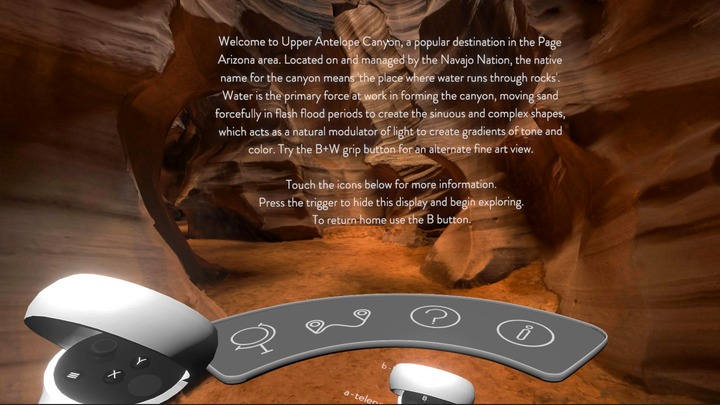 Welcome to Upper Antelope Canyon, a popular destination in the Page
Arizona area. Located on and managed by the Navajo Nation, the native
name for the canyon means 'the place where water runs through rocks'.
Water is the primary force at work in forming the canyon, moving sand
forcefully in flash flood periods to create the sinuous and complex shapes,
which acts as a natural modulator of light to create gradients of tone and
color. Try the B+W grip button for an alternate fine art view.
Touch the icons below for more information.
Press the trigger to hide this display and begin exploring.
To return home use the B button.
X Y
b.
B